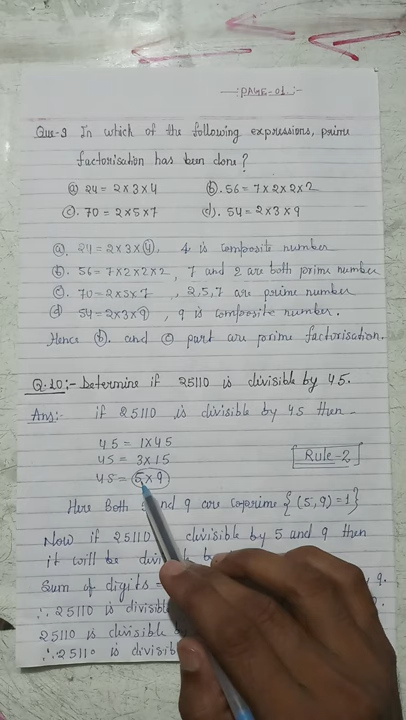 —:PAGE-01:-
Que-9 In which of the following expressions, prime
factorisation has been done?
(a) 24 = 2×3×4 (b). 56 = 7×2×2×2
(c). 70 = 2×5×7 (d). 54 = 2×3×9
(a). 24 = 2×3×(4), 4 is composite number
(b). 56 = 7×2×2×2, 7 and 2 are both prime number
(c). 70 = 2×5×7, 2,5,7 are prime number
(d) 54 = 2×3×(9), 9 is composite number.
Hence (b). and (c) part are prime factorisation.
Q.10:- Determine if 25110 is divisible by 45.
Ans:- if 25110 is divisible by 45 then-
45 = 1×45
45 = 3×15 [Rule-2]
45 = (5×9)
Here Both 5 and 9 are coprime {(5,9)=1}
Now if 25110 divisible by 5 and 9 then
it will be
Sum of digits = 9.
∴ 25110 is
25110 is divisible
∴ 25110 is